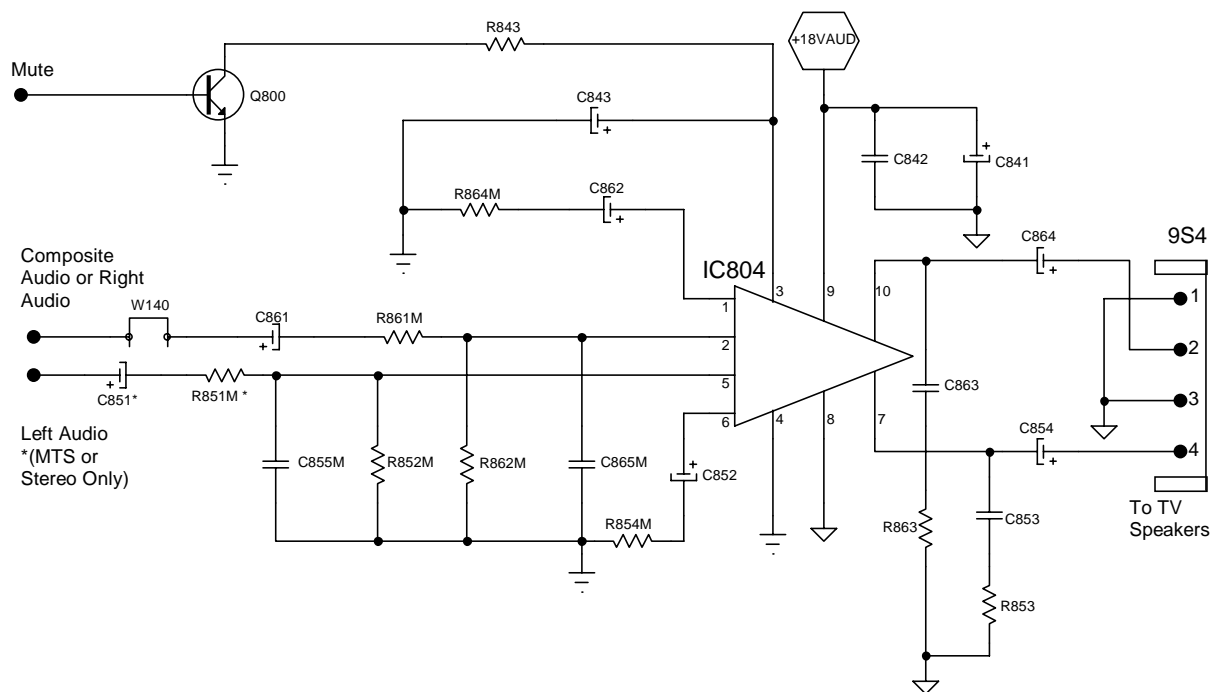 R843
+18VAUD
Mute
Q800
C843
C842
C841
+
+
R864M
C862
+
C864
+
9S4
Composite
Audio or Right
Audio
W140
C861
+
R861M
IC804
1
2
3
4
5
6
7
8
9
10
1
2
3
4
C851*
+
R851M *
C863
C854
+
Left Audio
*(MTS or
Stereo Only)
C855M
R852M
R862M
C865M
C852
+
R854M
R863
C853
R853
To TV
Speakers